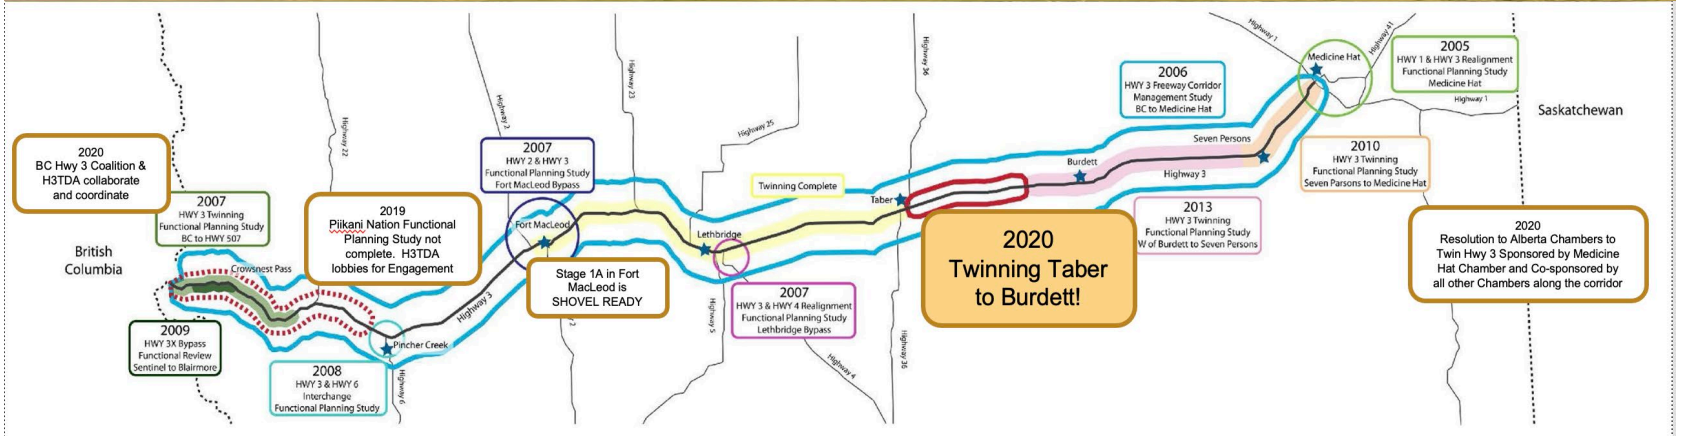 2020
BC Hwy 3 Coalition &
H3TDA collaborate
and coordinate
British
Columbia
2007
HWY 3 Twinning
Functional Planning Study
BC to HWY 507
Crowsnest Pass
2009
HWY 3X Bypass
Functional Review
Sentinel to Blairmore
Highway 22
2019
Piikani Nation Functional
Planning Study not
complete. H3TDA
lobbies for Engagement
2008
HWY 3 & HWY 6
Interchange
Functional Planning Study
Pincher Creek
Highway 6
Highway 3
Highway 2
2007
HWY 2 & HWY 3
Functional Planning Study
Fort MacLeod Bypass
Fort MacLeod
Stage 1A in Fort
MacLeod is
SHOVEL READY
2
Highway 23
Highway 25
Lethbridge
Highway 5
2007
HWY 3 & HWY 4 Realignment
Functional Planning Study
Lethbridge Bypass
Highway 4
Twinning Complete
Taber
Highway 36
Highway 36
2020
Twinning Taber
to Burdett!
Burdett
2006
HWY 3 Freeway Corridor
Management Study
BC to Medicine Hat
Seven Persons
Highway 3
2013
HWY 3 Twinning
Functional Planning Study
W of Burdett to Seven Persons
Highway 1
Medicine Hat
Highway 41
2005
HWY 1 & HWY 3 Realignment
Functional Planning Study
Medicine Hat
Highway 1
Saskatchewan
2010
HWY 3 Twinning
Functional Planning Study
Seven Parsons to Medicine Hat
2020
Resolution to Alberta Chambers to
Twin Hwy 3 Sponsored by Medicine
Hat Chamber and Co-sponsored by
all other Chambers along the corridor